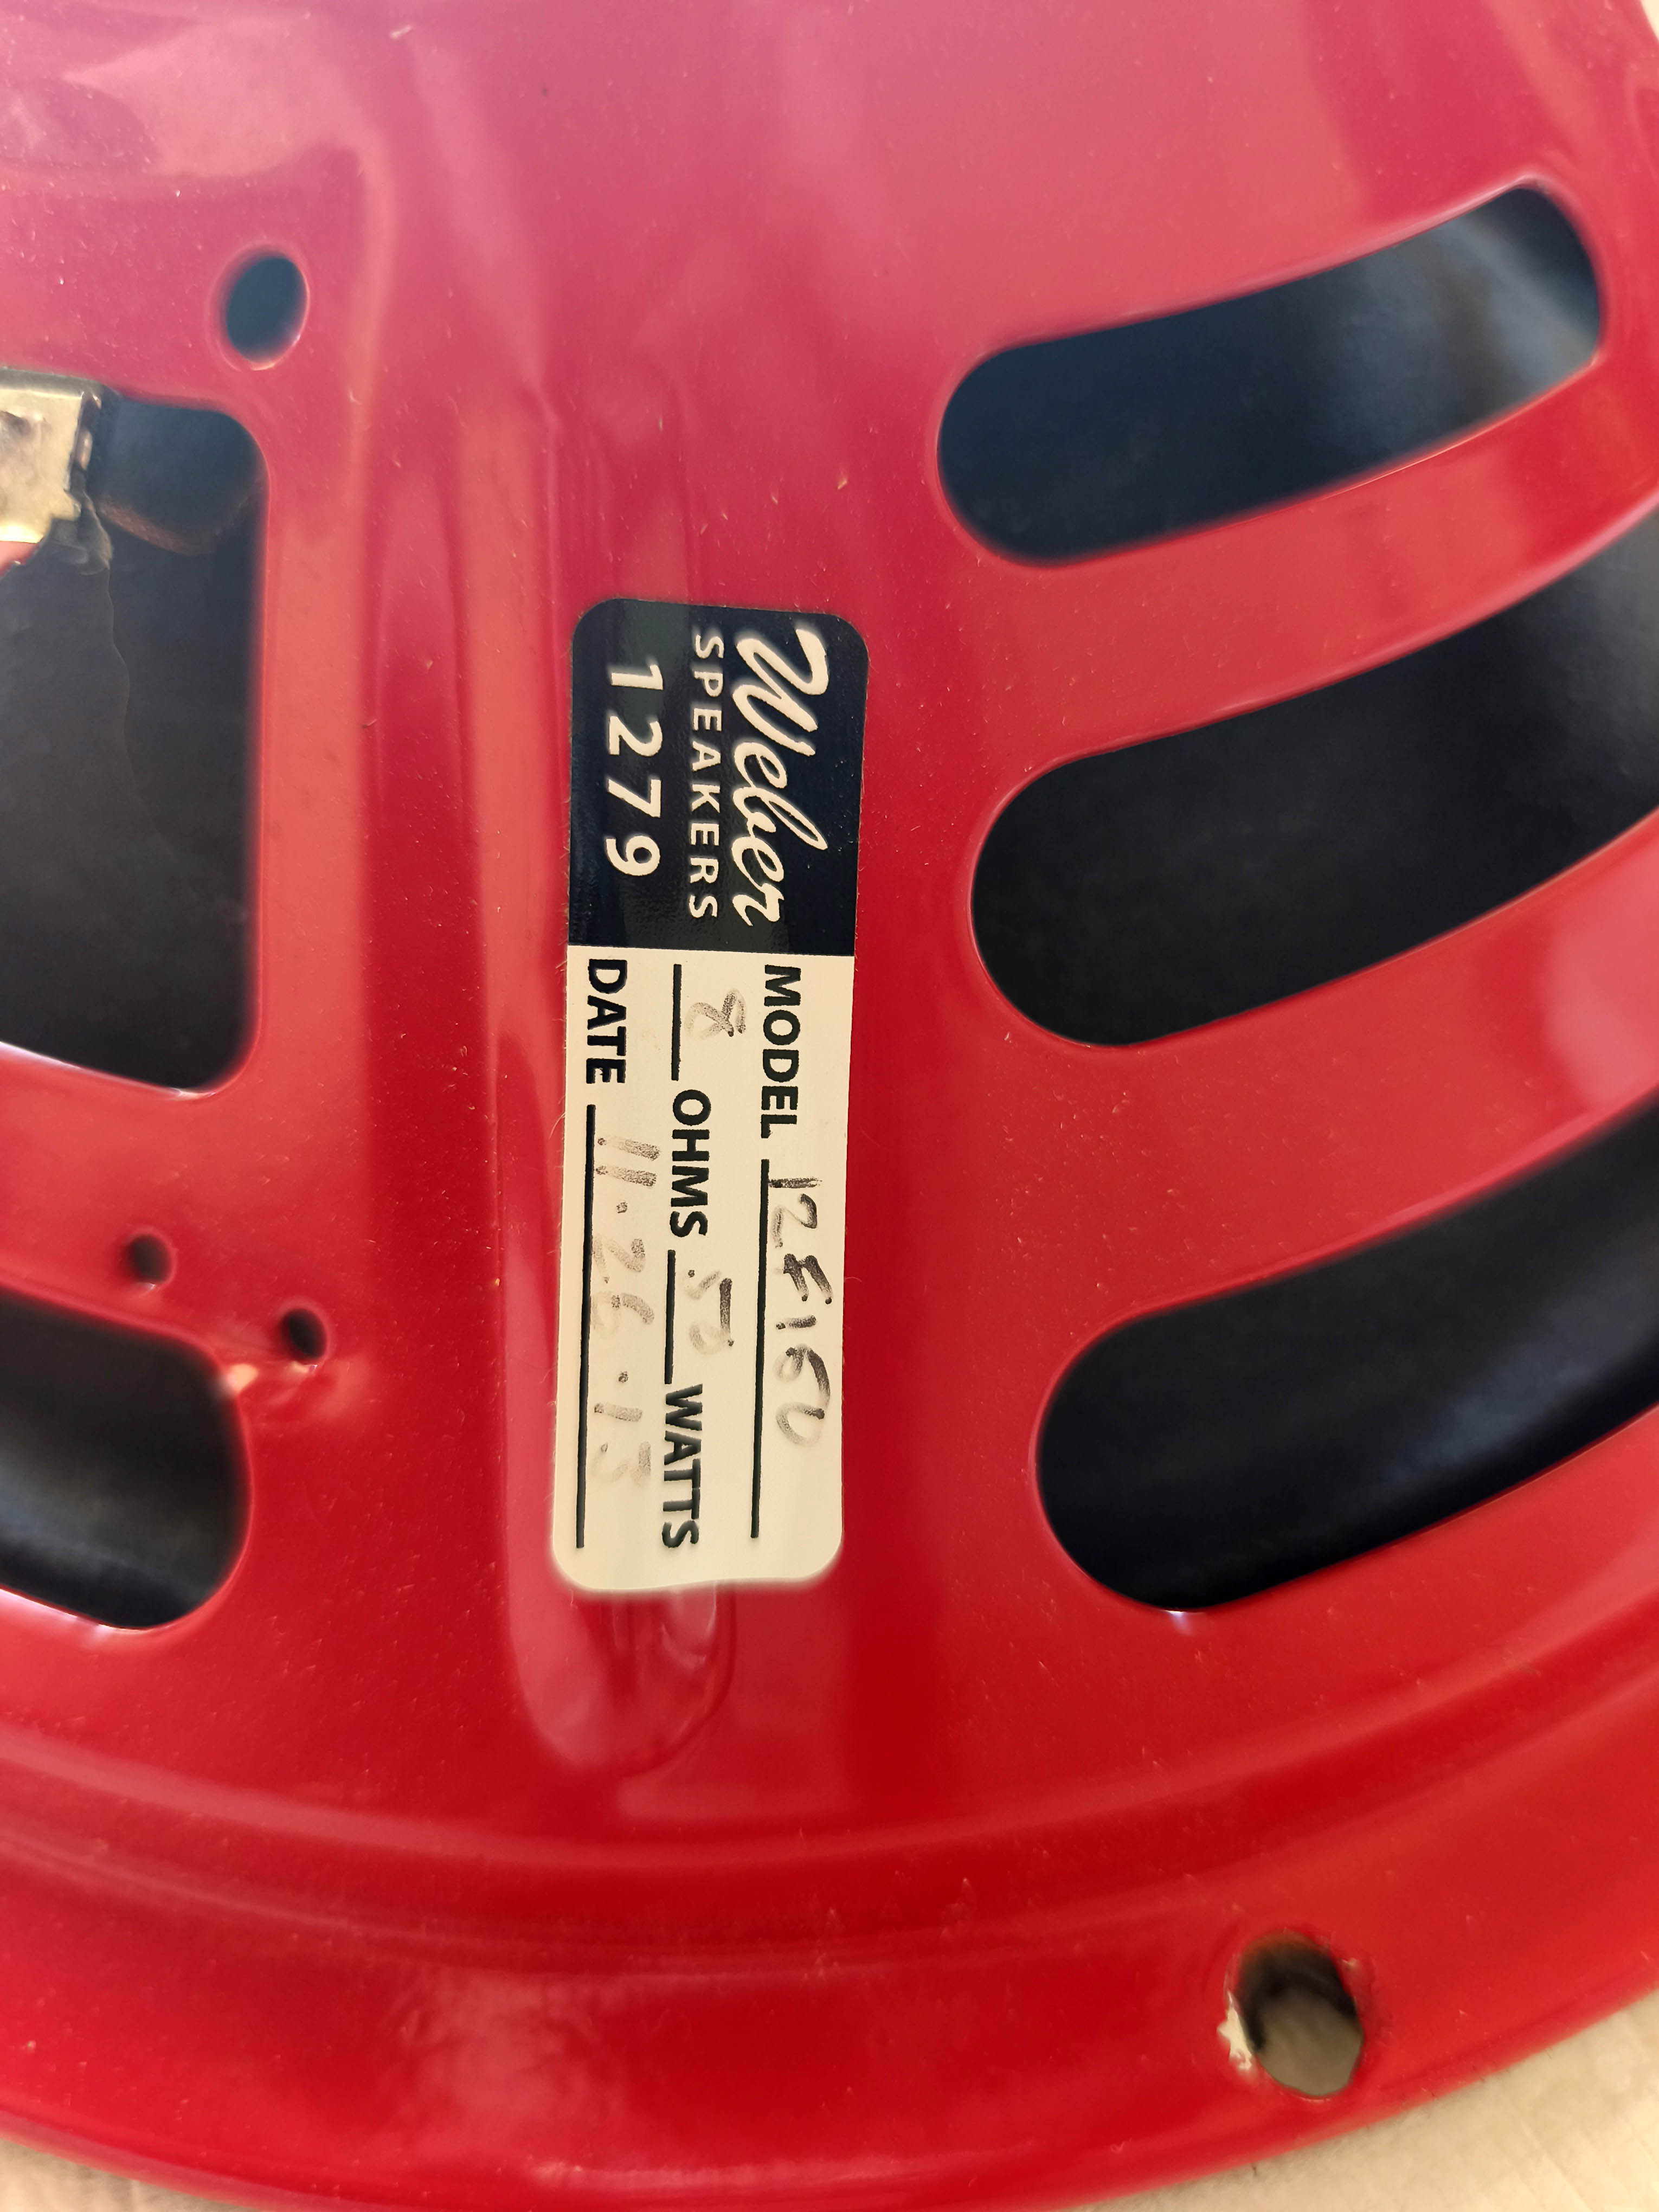 Weber
SPEAKERS
1279
MODEL 12F150
8 OHMS 50 WATTS
DATE 11.26.13